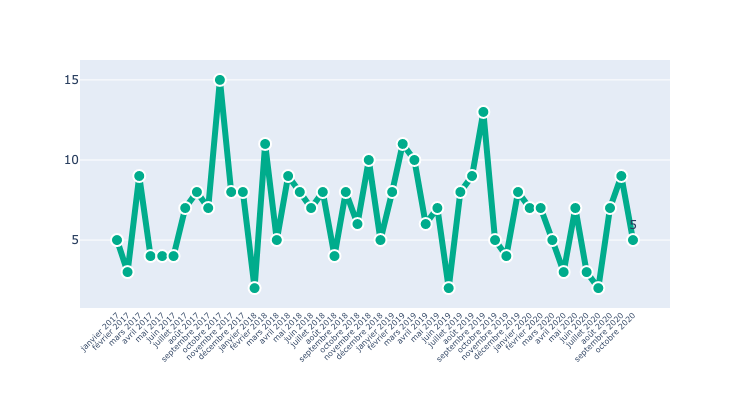 15
10
5
5
janvier 2017
février 2017
mars 2017
avril 2017
mai 2017
juin 2017
juillet 2017
août 2017
septembre 2017
octobre 2017
novembre 2017
décembre 2017
janvier 2018
février 2018
mars 2018
avril 2018
mai 2018
juin 2018
juillet 2018
août 2018
septembre 2018
octobre 2018
novembre 2018
décembre 2018
janvier 2019
février 2019
mars 2019
avril 2019
mai 2019
juin 2019
juillet 2019
août 2019
septembre 2019
octobre 2019
novembre 2019
décembre 2019
janvier 2020
février 2020
mars 2020
avril 2020
mai 2020
juin 2020
juillet 2020
août 2020
septembre 2020
octobre 2020